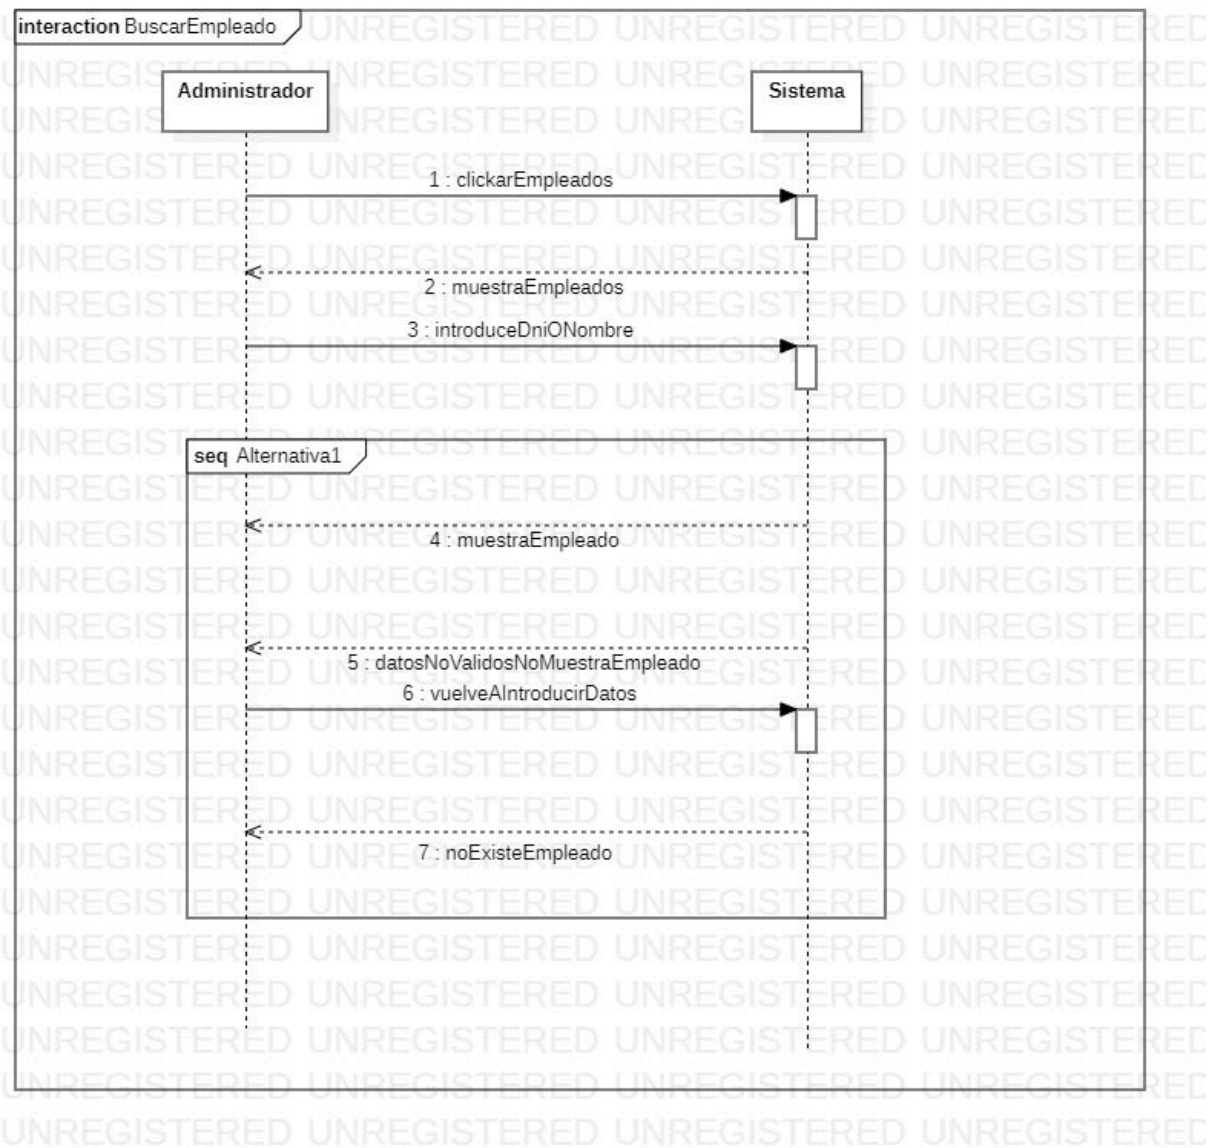 interaction BuscarEmpleado
Administrador
Sistema
1 : clickarEmpleados
2 : muestraEmpleados
3 : introduceDniONombre
seq Alternativa1
4 : muestraEmpleado
5 : datosNoValidosNoMuestraEmpleado
6 : vuelveAIntroducirDatos
7 : noExisteEmpleado
UNREGISTERED